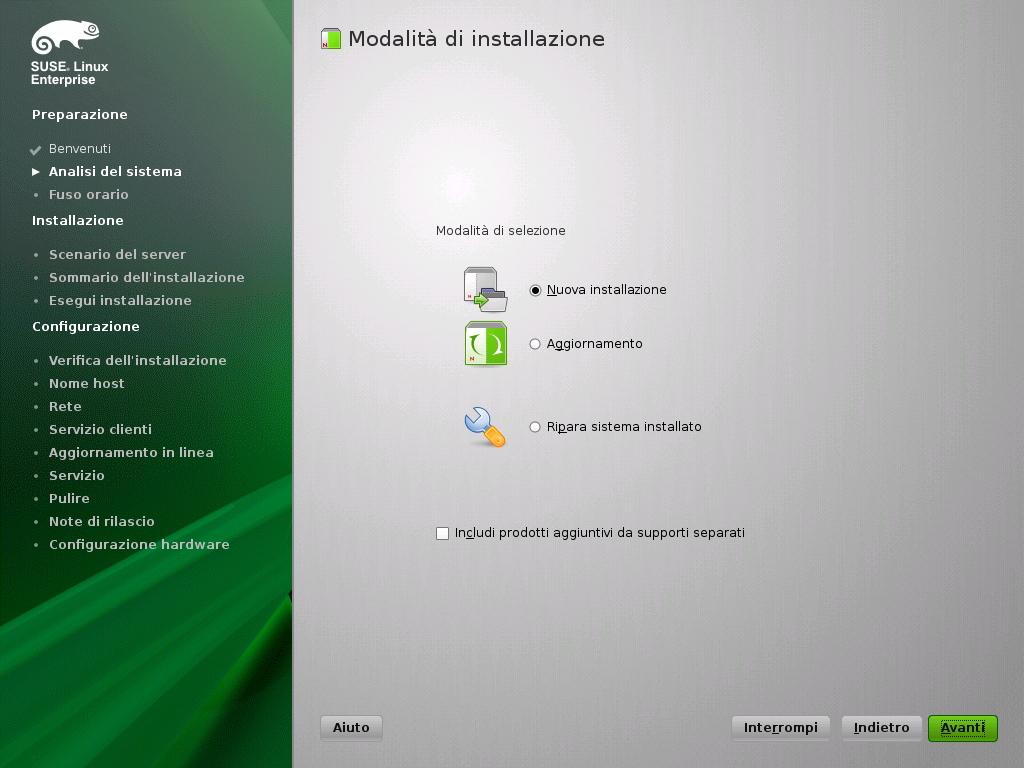 SUSE. Linux
Enterprise
Preparazione
Benvenuti
Analisi del sistema
Fuso orario
Installazione
Scenario del server
Sommario dell'installazione
Esegui installazione
Configurazione
Verifica dell'installazione
Nome host
Rete
Servizio clienti
Aggiornamento in linea
Servizio
Pulire
Note di rilascio
Configurazione hardware
Modalità di installazione
Modalità di selezione
Nuova installazione
Aggiornamento
Ripara sistema installato
Includi prodotti aggiuntivi da supporti separati
Aiuto
Interrompi
Indietro
Avanti